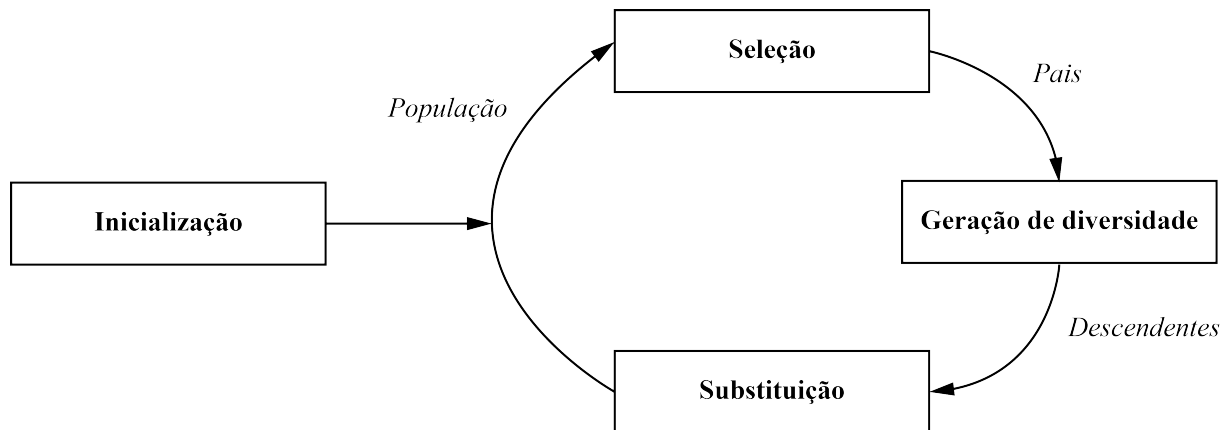 Seleção
Pais
População
Inicialização
Geração de diversidade
Descendentes
Substituição